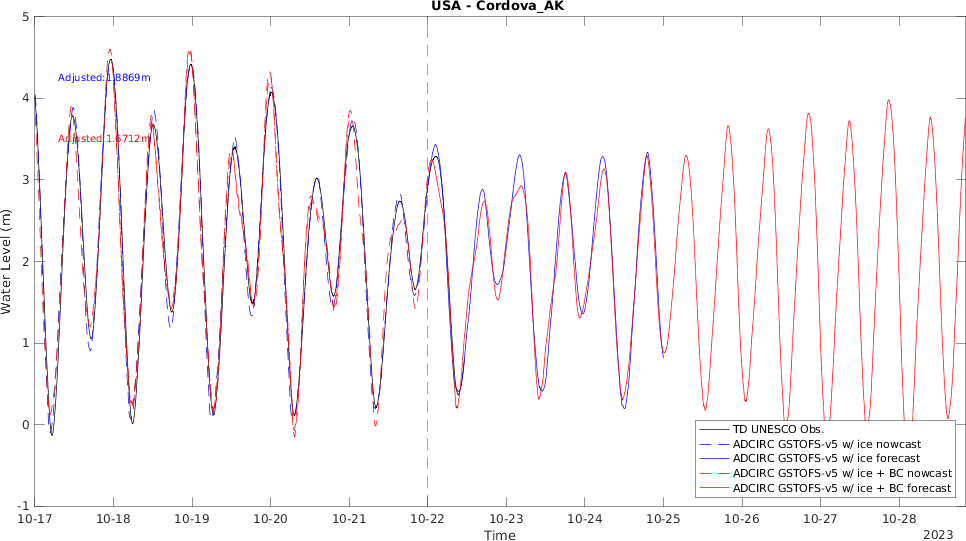 USA - Cordova_AK
Water Level (m)
5
4
3
2
1
0
-1
Adjusted:1.8869m
Adjusted:1.6712m
TD UNESCO Obs.
ADCIRC GSTOFS-v5 w/ ice nowcast
ADCIRC GSTOFS-v5 w/ ice forecast
ADCIRC GSTOFS-v5 w/ ice + BC nowcast
ADCIRC GSTOFS-v5 w/ ice + BC forecast
10-17 10-18 10-19 10-20 10-21 10-22 10-23 10-24 10-25 10-26 10-27 10-28
Time
2023